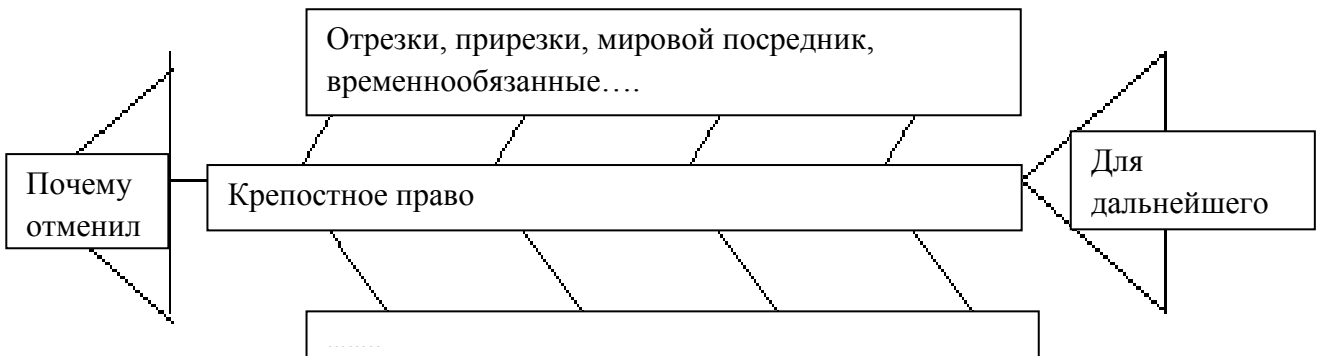 Отрезки, прирезки, мировой посредник,
временнообязанные….
Почему
отменил
Крепостное право
Для
дальнейшего
……..